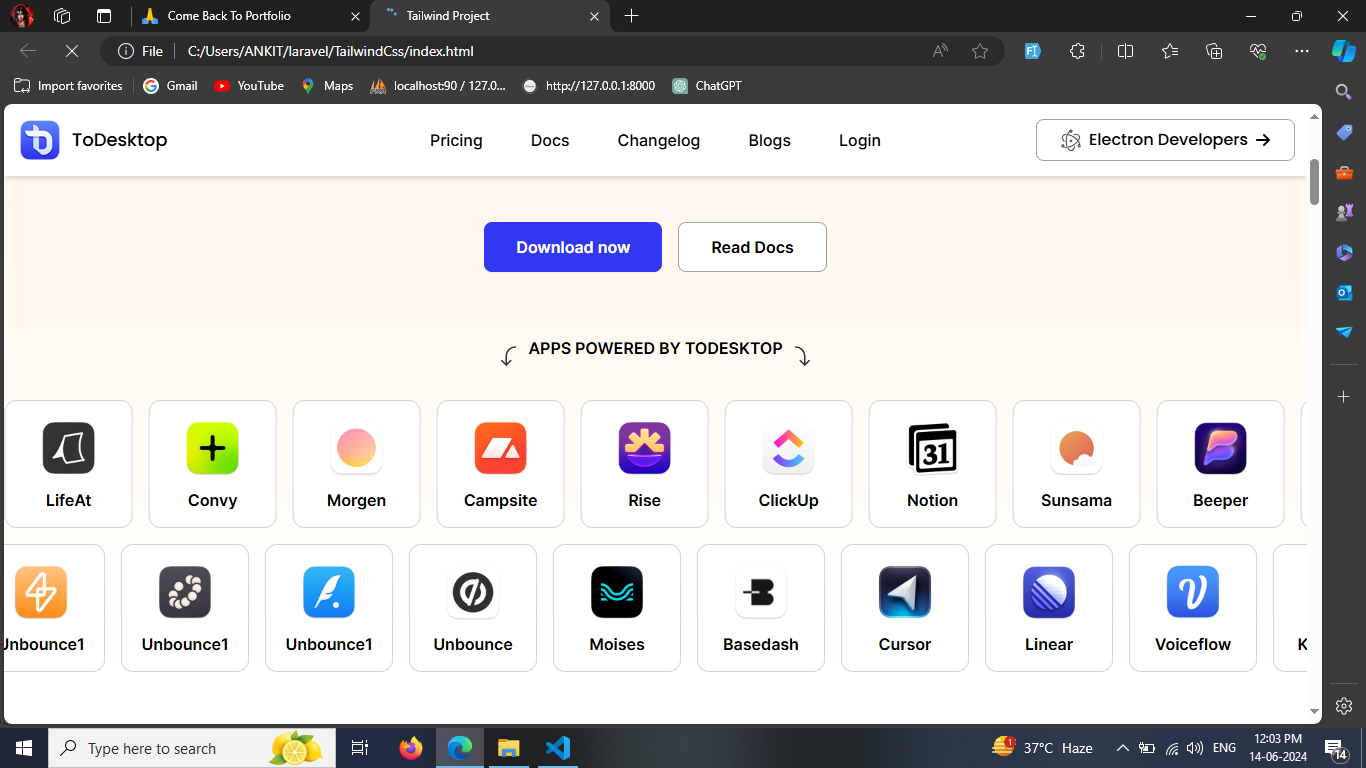 Come Back To Portfolio
Tailwind Project
File
C:/Users/ANKIT/laravel/TailwindCss/index.html
Import favorites
Gmail
YouTube
Maps
localhost:90 / 127.0...
http://127.0.0.1:8000
ChatGPT
ToDesktop
Pricing
Docs
Changelog
Blogs
Login
Electron Developers →
Download now
Read Docs
APPS POWERED BY TODESKTOP
31
LifeAt
Convy
Morgen
Campsite
Rise
ClickUp
Notion
Sunsama
Beeper
Unbounce1
Unbounce1
Unbounce1
Unbounce
Moises
Basedash
Cursor
Linear
Voiceflow
K
Type here to search
1
37°C Haze
ENG
12:03 PM
14-06-2024
14